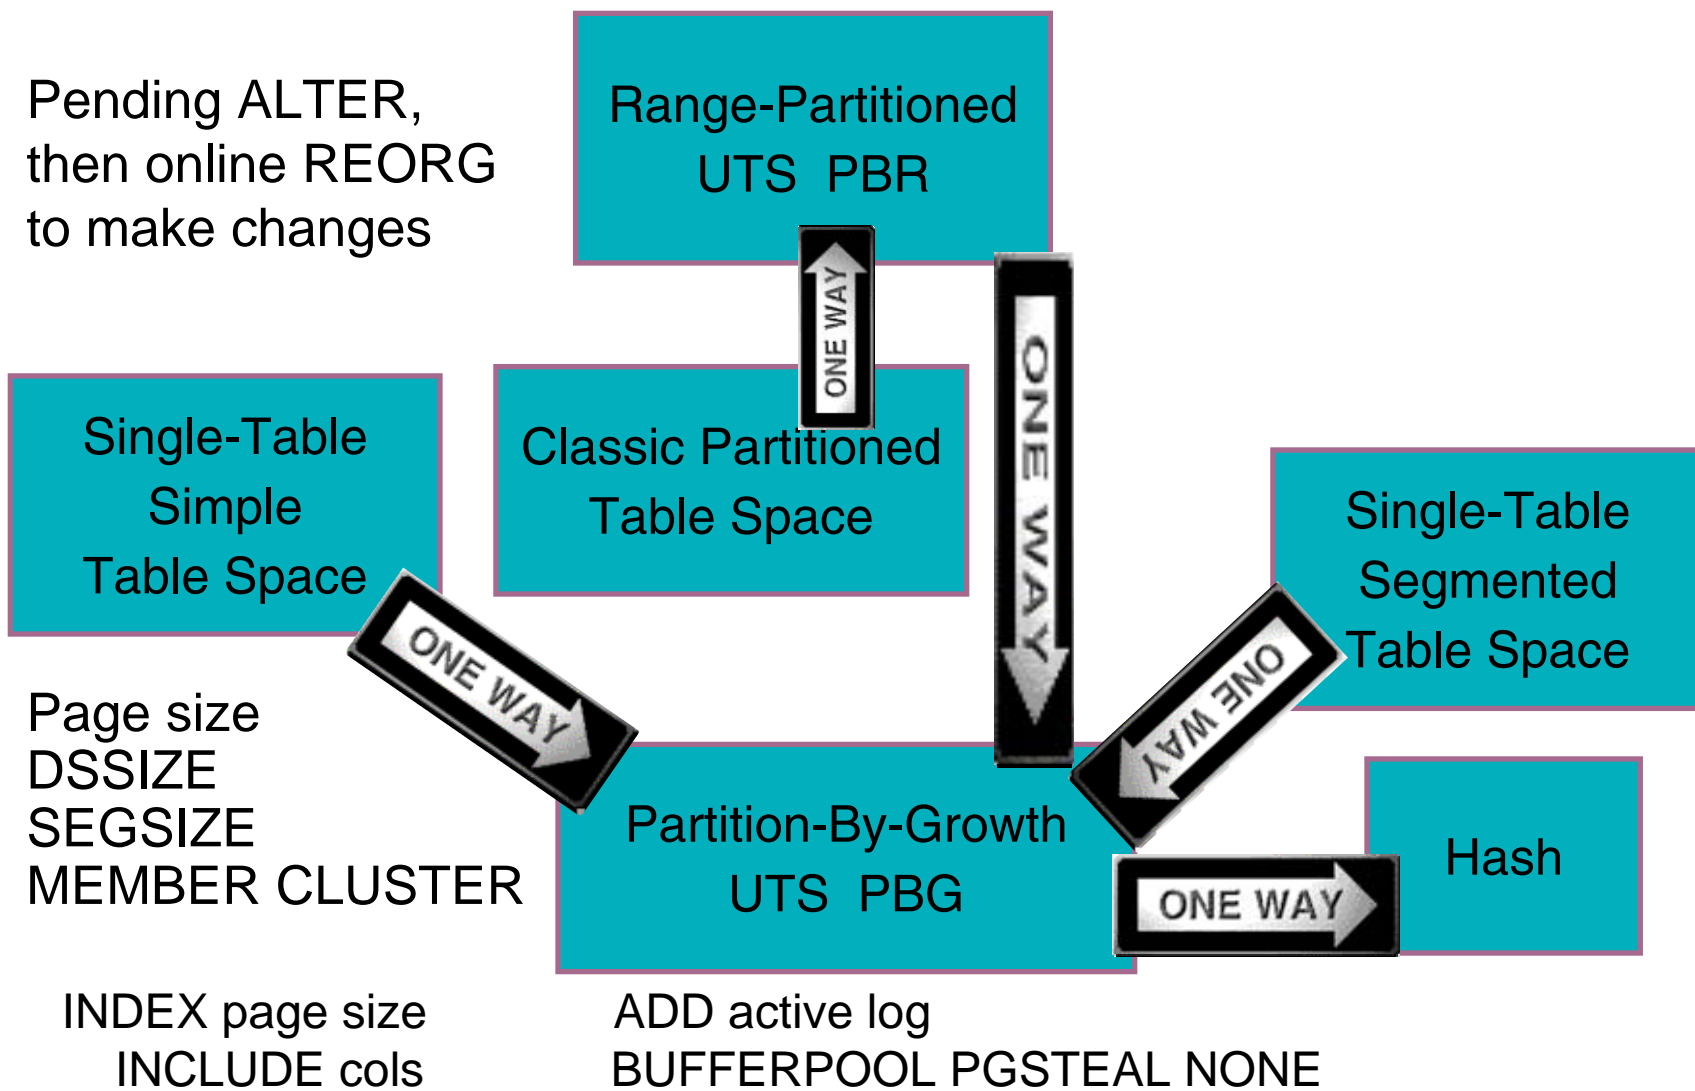 Pending ALTER,
then online REORG
to make changes
Range-Partitioned
UTS PBR
ONE WAY
ONE WAY
Single-Table
Simple
Table Space
Classic Partitioned
Table Space
Single-Table
Segmented
Table Space
ONE WAY
ONE WAY
Page size
DSSIZE
SEGSIZE
MEMBER CLUSTER
Partition-By-Growth
UTS PBG
ONE WAY
Hash
INDEX page size
INCLUDE cols
ADD active log
BUFFERPOOL PGSTEAL NONE